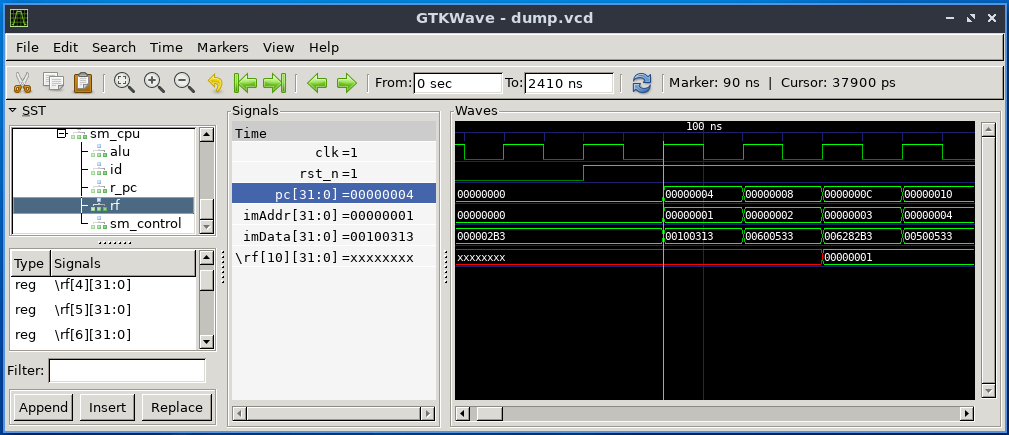 GTKWave - dump.vcd
File Edit Search Time Markers View Help
From: 0 sec To: 2410 ns Marker: 90 ns | Cursor: 37900 ps
SST
sm_cpu
alu
id
r_pc
rf
sm_control
Type Signals
reg \rf[4][31:0]
reg \rf[5][31:0]
reg \rf[6][31:0]
Filter:
Append Insert Replace
Signals
Time
clk =1
rst_n =1
pc[31:0] =00000004
imAddr[31:0] =00000001
imData[31:0] =00100313
\rf[10][31:0] =xxxxxxxx
Waves
100 ns
00000000 00000004 00000008 0000000C 00000010
00000000 00000001 00000002 00000003 00000004
000002B3 00100313 00600533 006282B3 00500533
xxxxxxxx 00000001